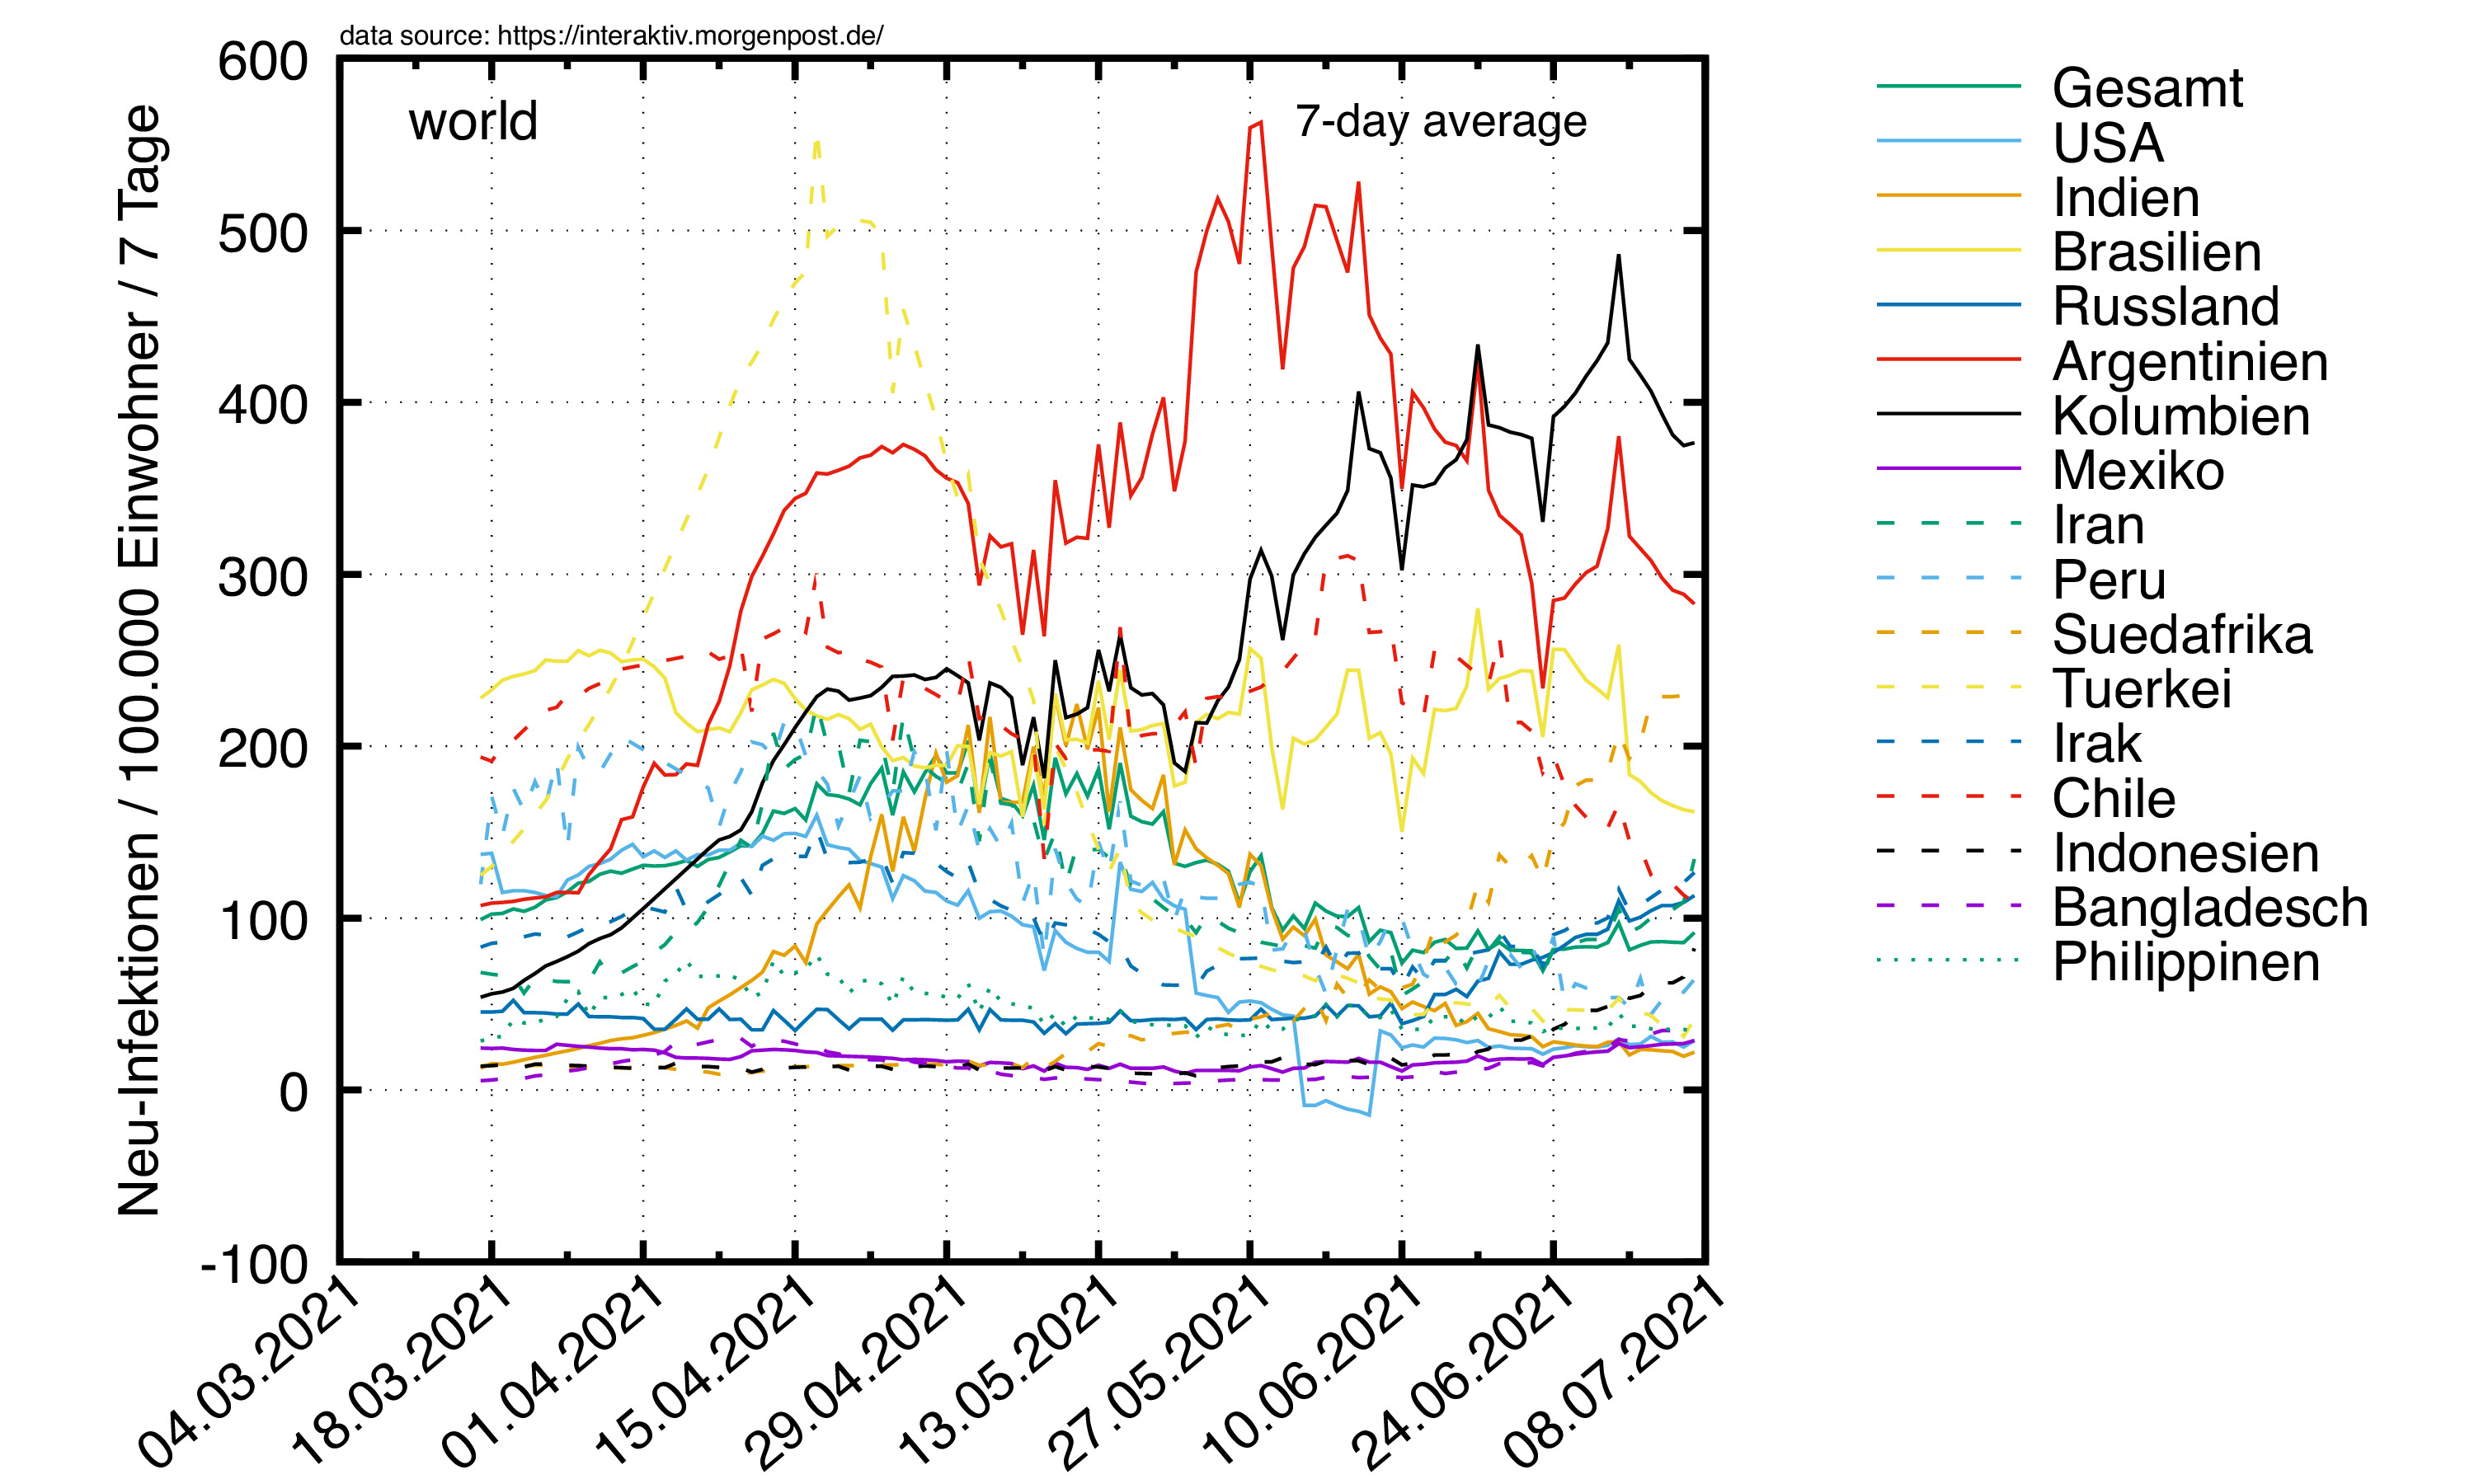 data source: https://interaktiv.morgenpost.de/
world
7-day average
Neu-Infektionen / 100.000 Einwohner / 7 Tage
600
500
400
300
200
100
0
-100
04.03.2021
18.03.2021
01.04.2021
15.04.2021
29.04.2021
13.05.2021
27.05.2021
10.06.2021
24.06.2021
08.07.2021
Gesamt
USA
Indien
Brasilien
Russland
Argentinien
Kolumbien
Mexiko
Iran
Peru
Suedafrika
Tuerkei
Irak
Chile
Indonesien
Bangladesch
Philippinen